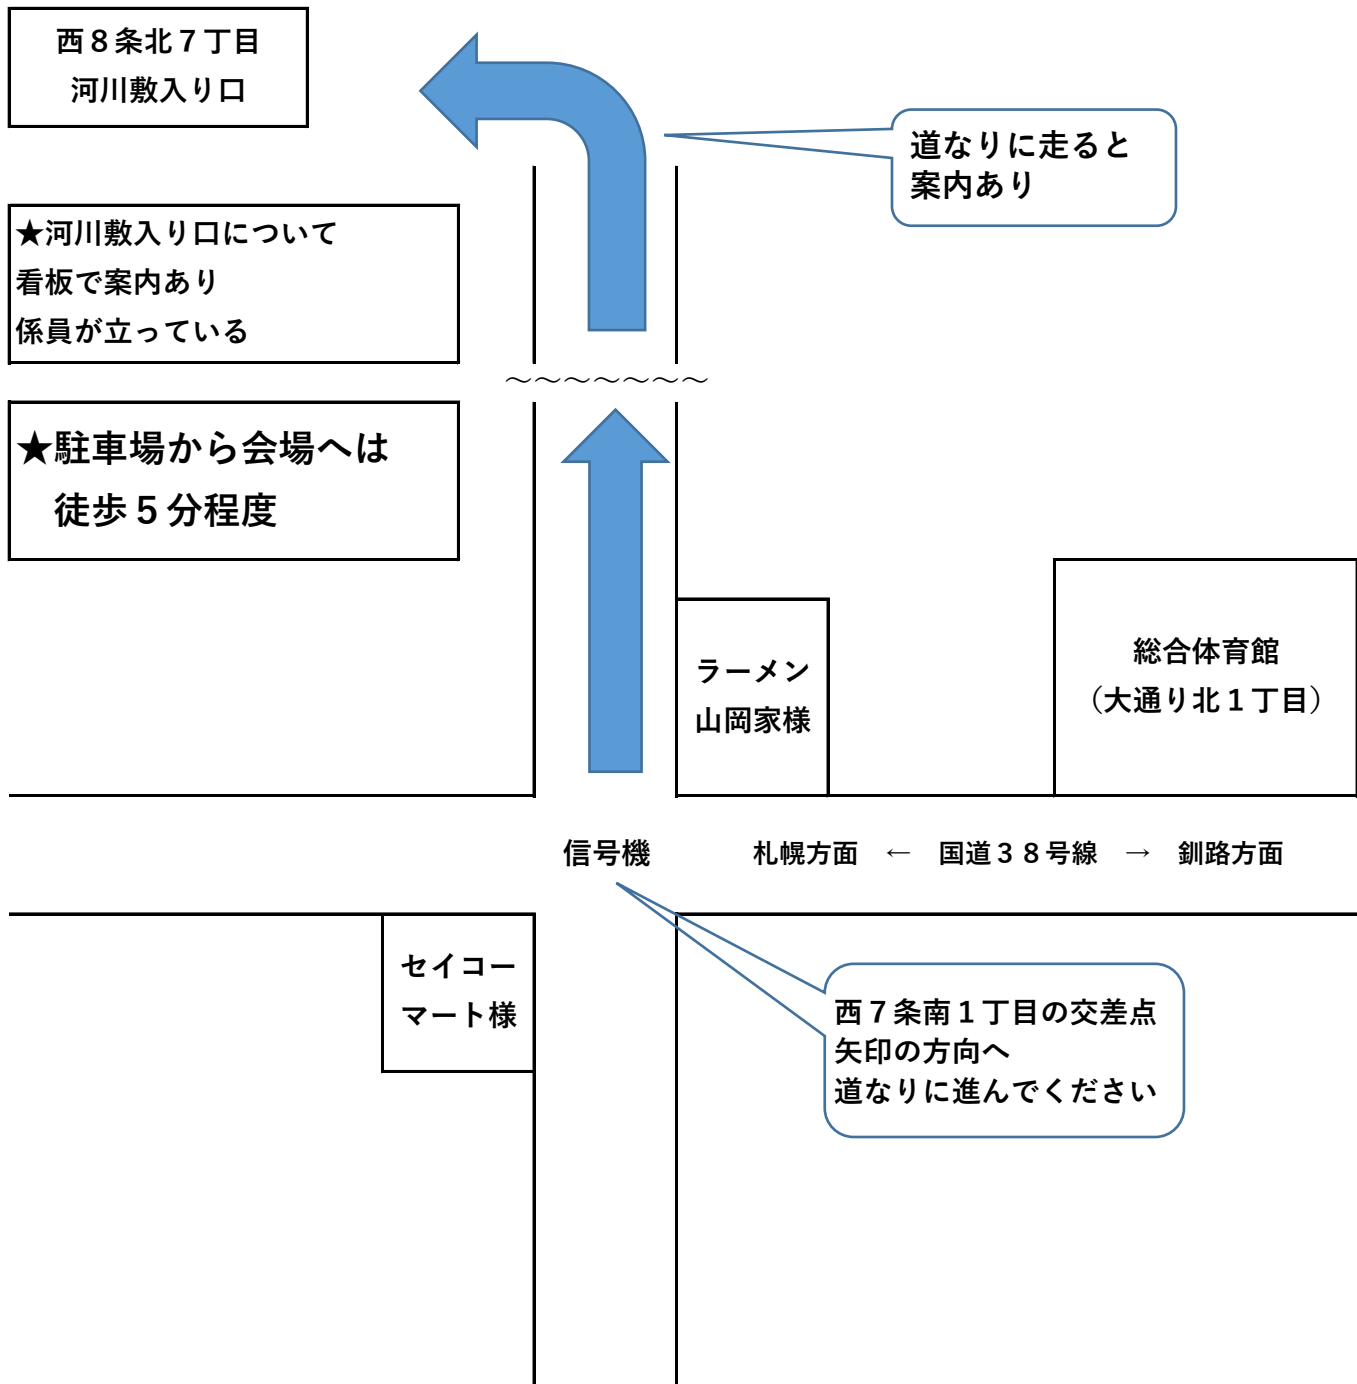 西８条北７丁目
河川敷入り口
道なりに走ると
案内あり
★河川敷入り口について
看板で案内あり
係員が立っている
～～～～～～～
★駐車場から会場へは
徒歩５分程度
ラーメン
山岡家様
総合体育館
（大通り北１丁目）
信号機
札幌方面　←　国道３８号線　→　釧路方面
セイコー
マート様
西７条南１丁目の交差点
矢印の方向へ
道なりに進んでください